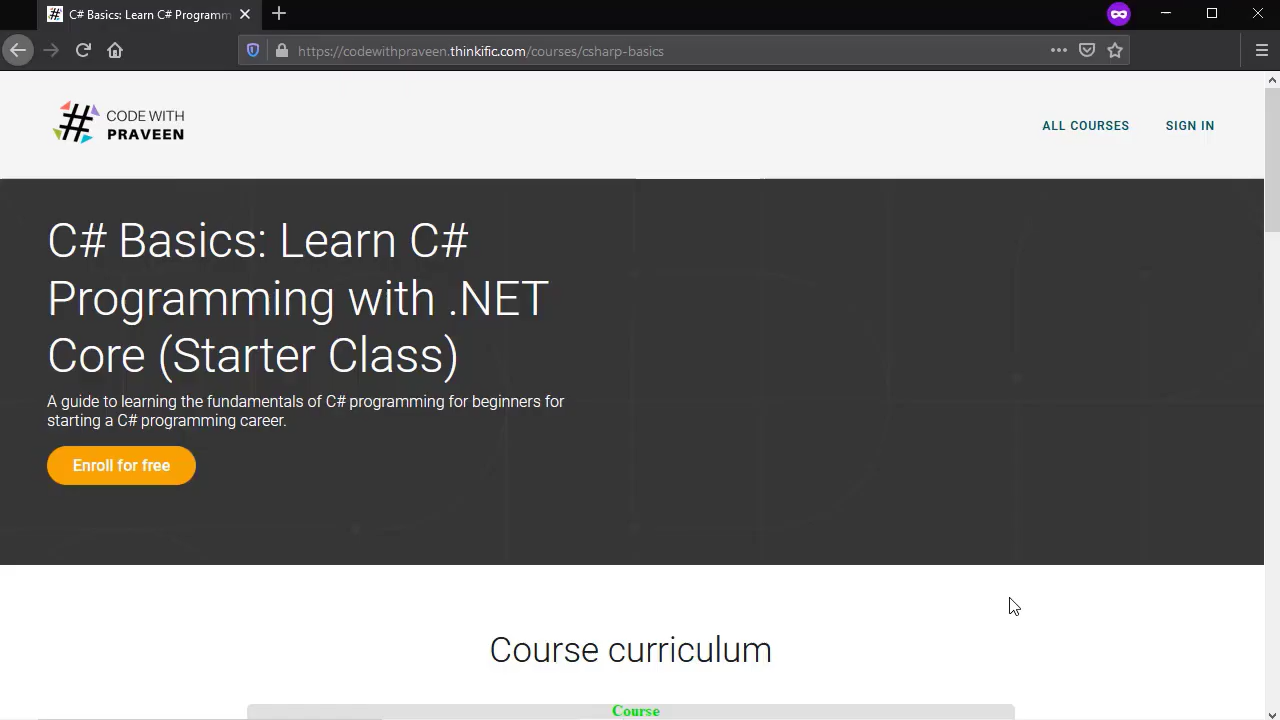 C# Basics: Learn C# Programm
https://codewithpraveen.thinkific.com/courses/csharp-basics
CODE WITH
PRAVEEN
ALL COURSES
SIGN IN
C# Basics: Learn C#
Programming with .NET
Core (Starter Class)
A guide to learning the fundamentals of C# programming for beginners for
starting a C# programming career.
Enroll for free
Course curriculum
Course